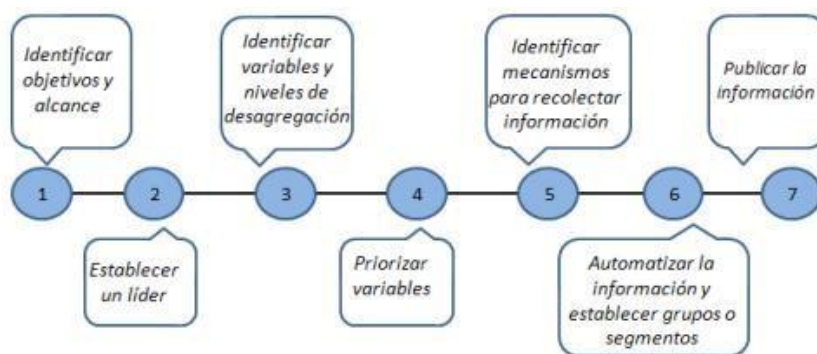 Identificar
objetivos y
alcance
Identificar
variables y
niveles de
desagregación
Identificar
mecanismos
para recolectar
información
Publicar la
información
1
2
3
4
5
6
7
Establecer
un líder
Priorizar
variables
Automatizar la
información y
establecer grupos o
segmentos